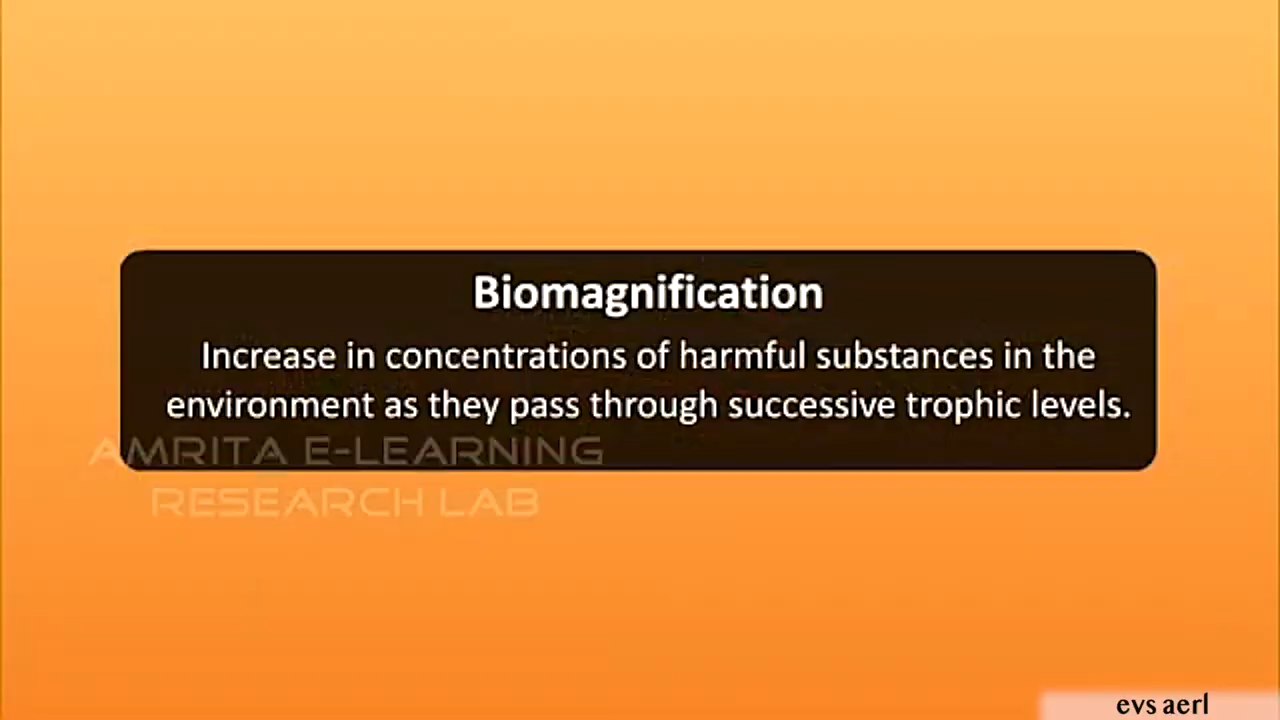 Biomagnification
Increase in concentrations of harmful substances in the
environment as they pass through successive trophic levels.
AMRITA E-LEARNING
RESEARCH LAB
evs aerl